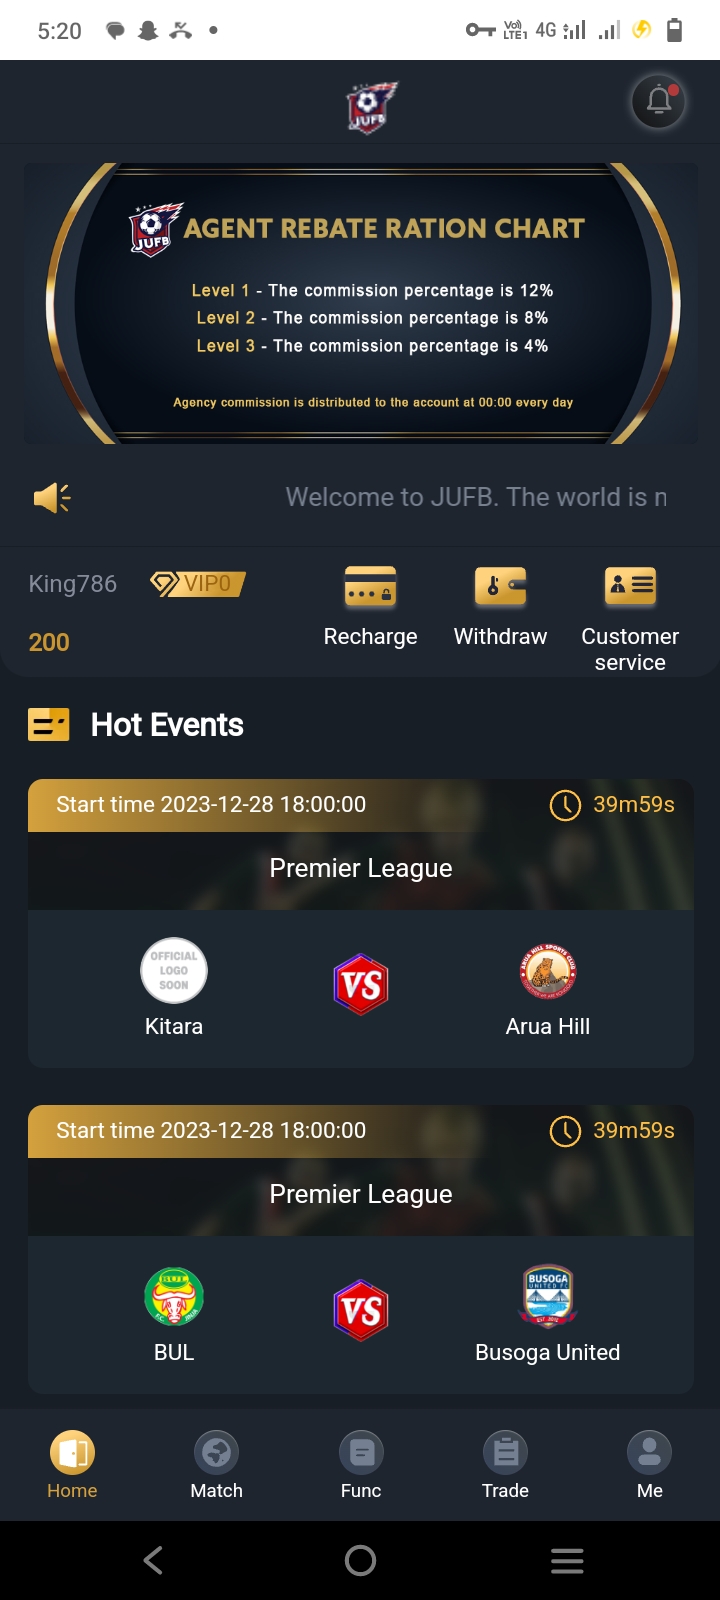 5:20
Vo) LTE1 4G
JUFB
JUFB AGENT REBATE RATION CHART
Level 1 - The commission percentage is 12%
Level 2 - The commission percentage is 8%
Level 3 - The commission percentage is 4%
Agency commission is distributed to the account at 00:00 every day
Welcome to JUFB. The world is n
King786 VIP0
200
Recharge Withdraw Customer service
Hot Events
Start time 2023-12-28 18:00:00 39m59s
Premier League
OFFICIAL LOGO SOON
VS
ARUA HILL SPORTS CLUB
Kitara Arua Hill
Start time 2023-12-28 18:00:00 39m59s
Premier League
BUL F.C. JINJA
VS
BUSOGA UNITED FC
BUL Busoga United
Home Match Func Trade Me